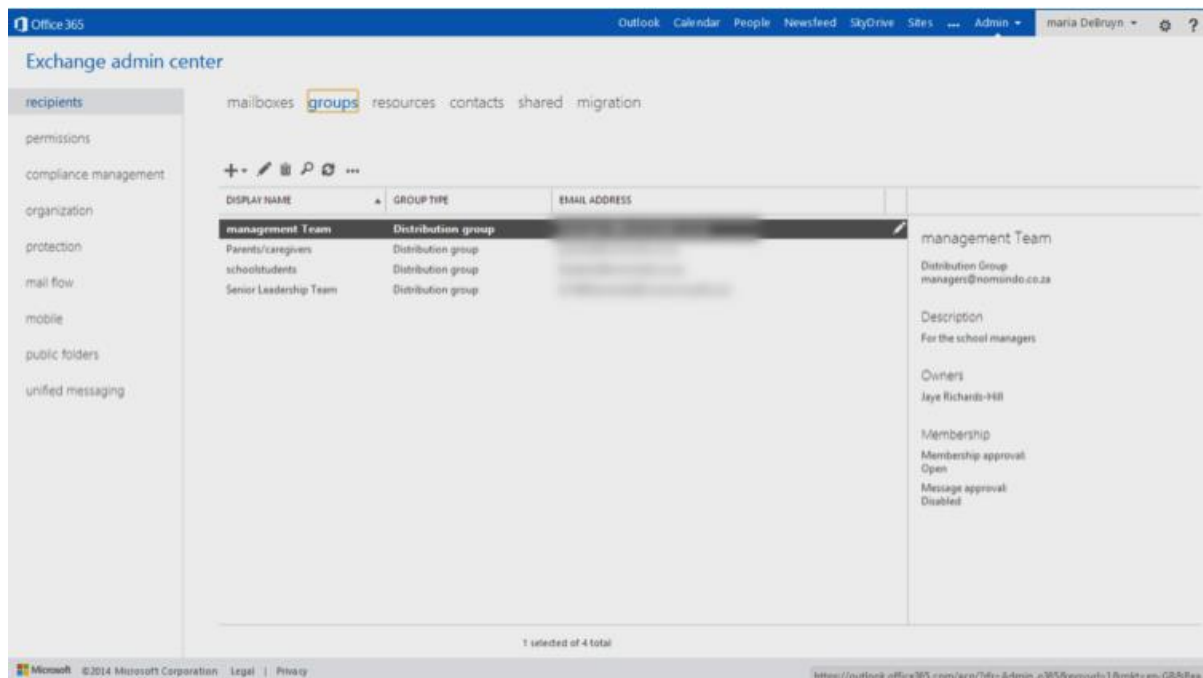 Office 365 Outlook Calendar People Newsfeed SkyDrive Sites ... Admin maria DeBruyn ?
Exchange admin center
recipients
permissions
compliance management
organization
protection
mail flow
mobile
public folders
unified messaging
mailboxes groups resources contacts shared migration
DISPLAY NAME GROUP TYPE EMAIL ADDRESS
management Team Distribution group
Parents/caregivers Distribution group
schoolstudents Distribution group
Senior Leadership Team Distribution group
1 selected of 4 total
management Team
Distribution Group
managers@nomsindo.co.za
Description
For the school managers
Owners
Jaye Richards-Hill
Membership
Membership approval:
Open
Message approval:
Disabled
Microsoft ©2014 Microsoft Corporation Legal | Privacy